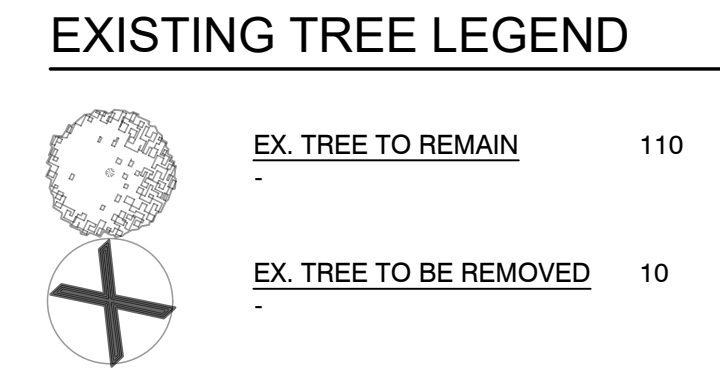 EXISTING TREE LEGEND
EX. TREE TO REMAIN 110
-
EX. TREE TO BE REMOVED 10
-